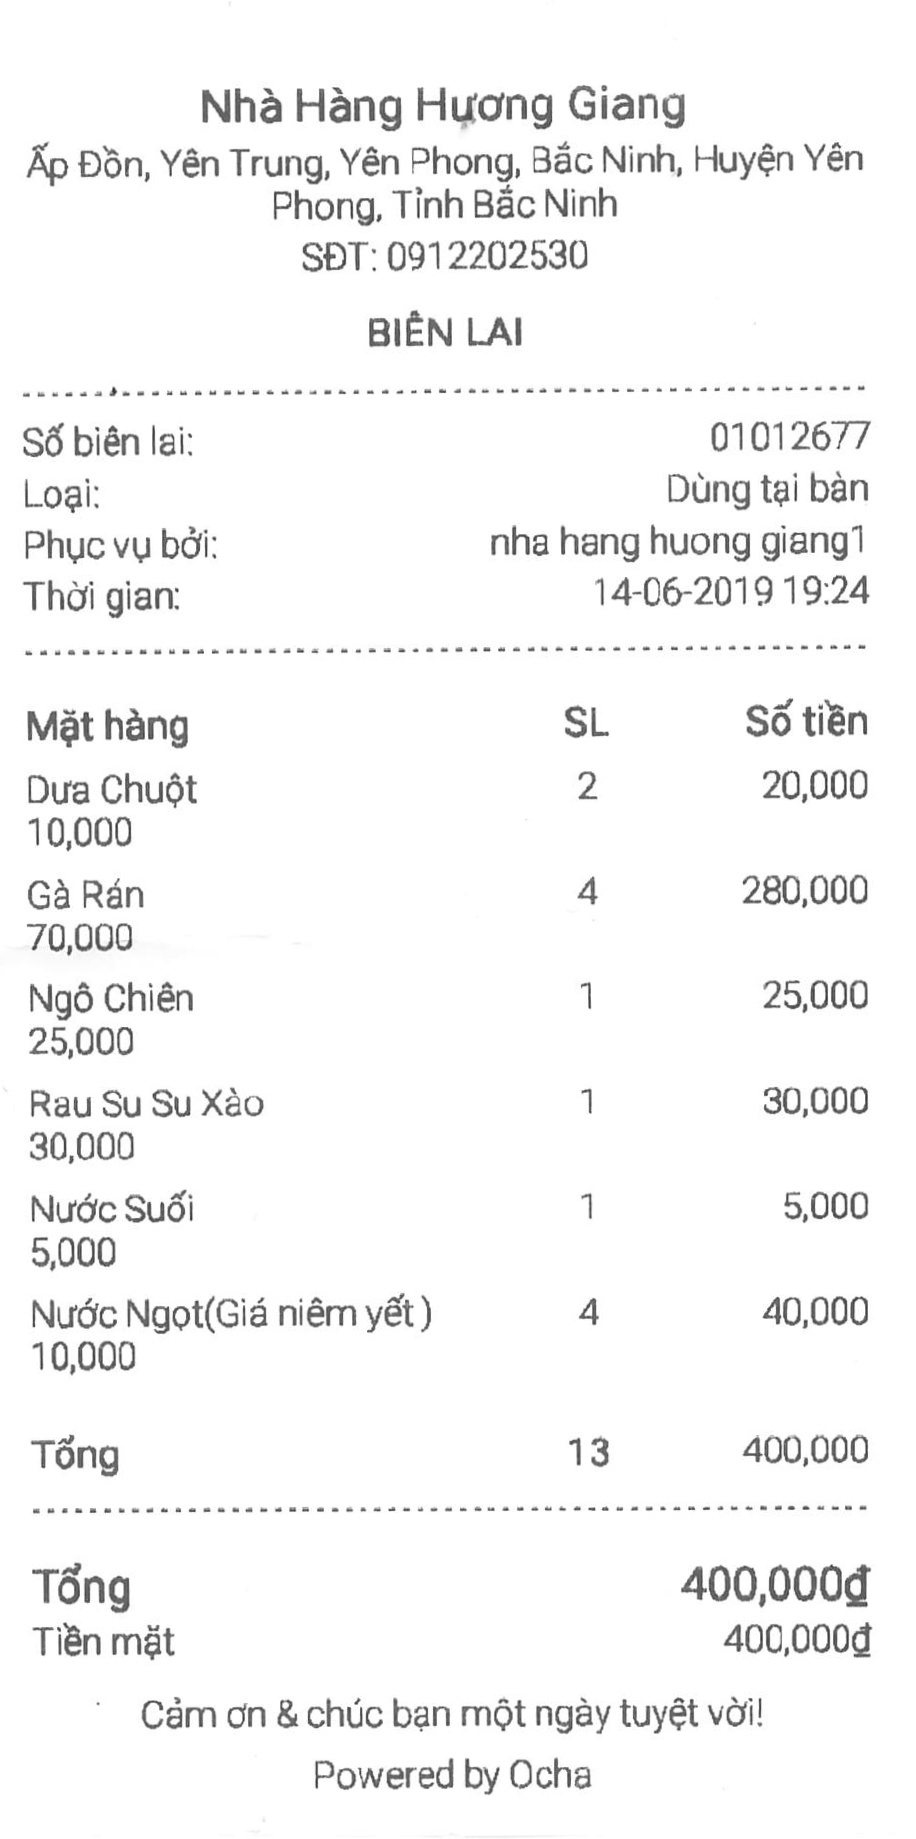 Nhà Hàng Hương Giang
Ấp Đồn, Yên Trung, Yên Phong, Bắc Ninh, Huyện Yên
Phong, Tỉnh Bắc Ninh
SĐT: 0912202530
BIÊN LAI
Số biên lai: 01012677
Loại: Dùng tại bàn
Phục vụ bởi: nha hang huong giang1
Thời gian: 14-06-2019 19:24
Mặt hàng SL Số tiền
Dưa Chuột 2 20,000
10,000
Gà Rán 4 280,000
70,000
Ngô Chiên 1 25,000
25,000
Rau Su Su Xào 1 30,000
30,000
Nước Suối 1 5,000
5,000
Nước Ngọt(Giá niêm yết ) 4 40,000
10,000
Tổng 13 400,000
Tổng 400,000₫
Tiền mặt 400,000₫
Cảm ơn & chúc bạn một ngày tuyệt vời!
Powered by Ocha